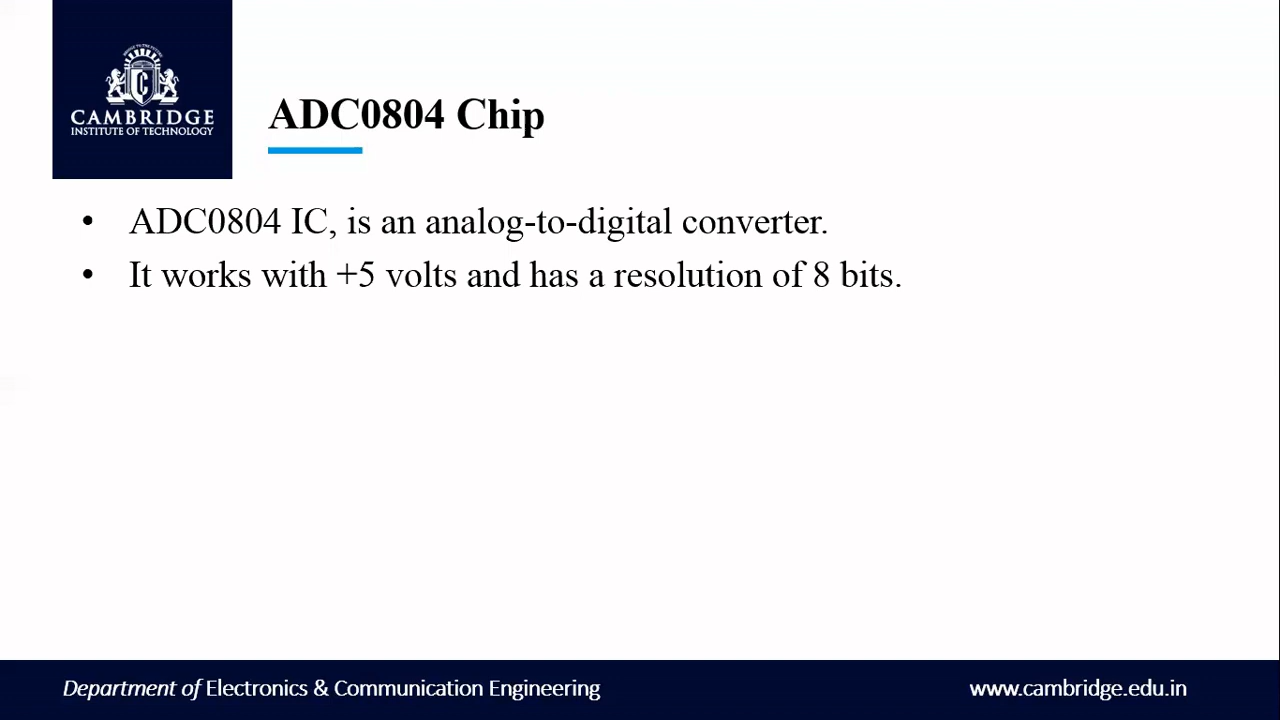 CAMBRIDGE
INSTITUTE OF TECHNOLOGY
ADC0804 Chip
• ADC0804 IC, is an analog-to-digital converter.
• It works with +5 volts and has a resolution of 8 bits.
Department of Electronics & Communication Engineering
www.cambridge.edu.in